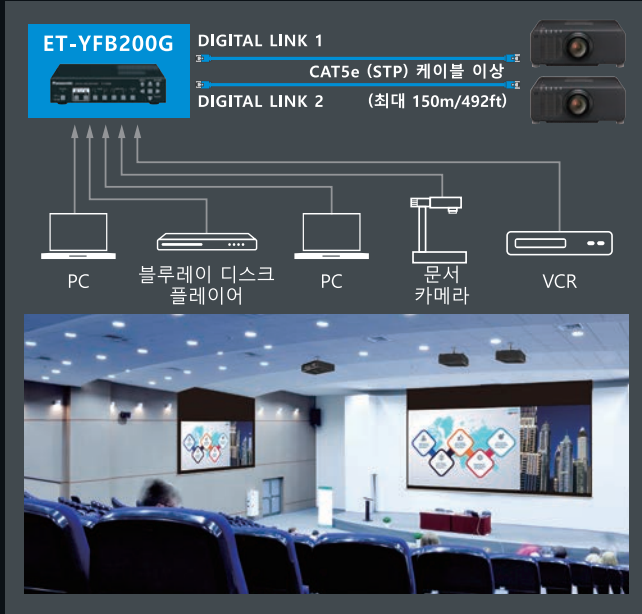 ET-YFB200G
DIGITAL LINK 1
CAT5e (STP) 케이블 이상
DIGITAL LINK 2 (최대 150m/492ft)
PC
블루레이 디스크
플레이어
PC
문서
카메라
VCR